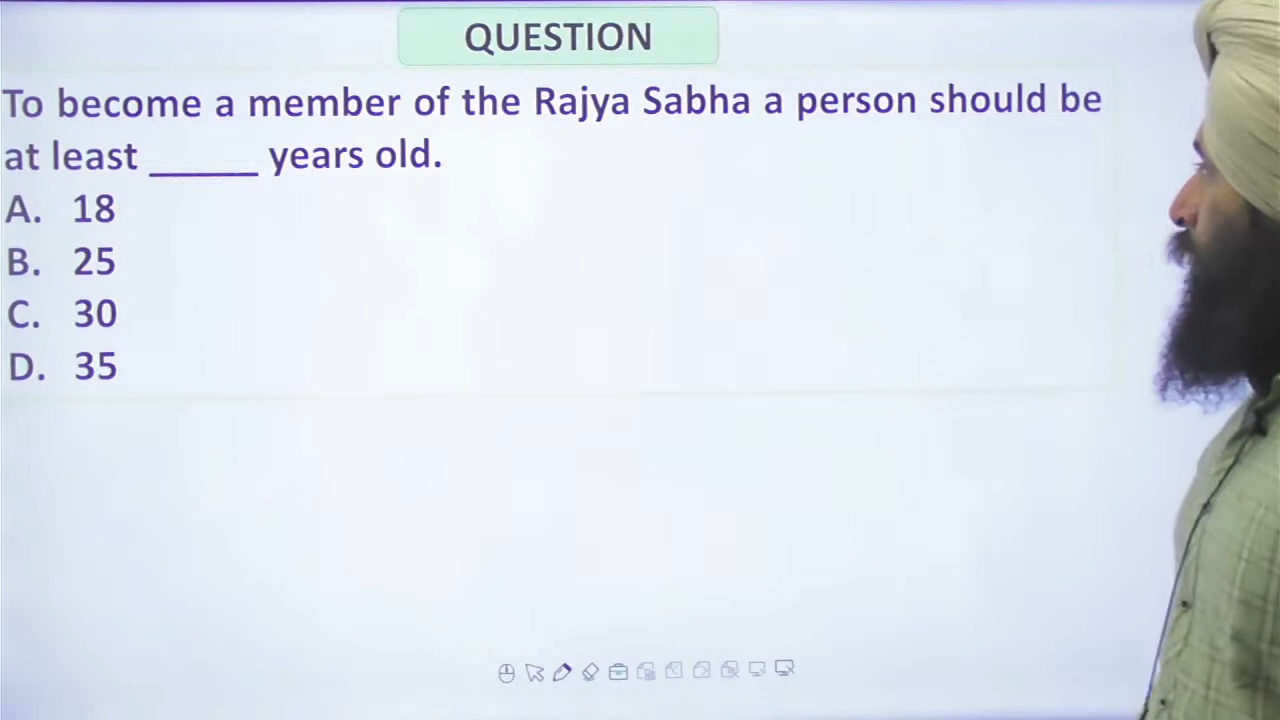 QUESTION
To become a member of the Rajya Sabha a person should be
at least ______ years old.
A. 18
B. 25
C. 30
D. 35